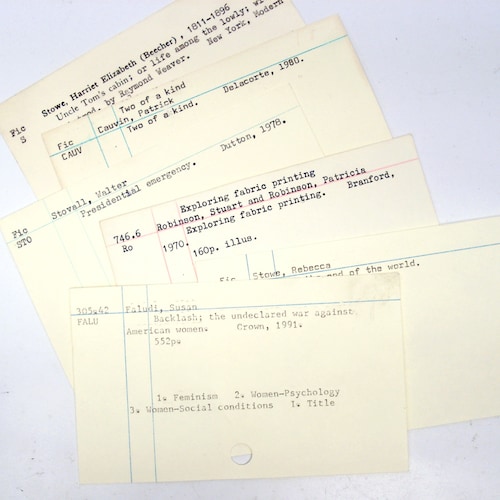 Stowe, Harriet Elizabeth (Beecher), 1811-1896
Fic Uncle Tom's cabin; or life among the lowly;
S by Raymond Weaver. New York, Modern
Two of a kind
Fic Cauvin, Patrick
CAUV Two of a kind. Delacorte, 1980.
Fic Stovall, Walter
STO Presidential emergency. Dutton, 1978.
Exploring fabric printing
746.6 Robinson, Stuart and Robinson, Patricia
Ro Exploring fabric printing. Branford,
1970.
160p. illus.
Fic Stowe, Rebecca
the end of the world.
305.42 Faludi, Susan
FALU Backlash; the undeclared war against
American women. Crown, 1991.
552p.
1. Feminism 2. Women-Psychology
3. Women-Social conditions I. Title